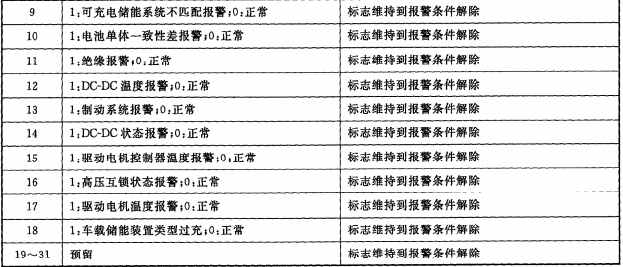 9 1:可充电储能系统不匹配报警;0:正常 标志维持到报警条件解除
10 1:电池单体一致性差报警;0:正常 标志维持到报警条件解除
11 1:绝缘报警;0:正常 标志维持到报警条件解除
12 1:DC-DC 温度报警;0:正常 标志维持到报警条件解除
13 1:制动系统报警;0:正常 标志维持到报警条件解除
14 1:DC-DC 状态报警;0:正常 标志维持到报警条件解除
15 1:驱动电机控制器温度报警;0:正常 标志维持到报警条件解除
16 1:高压互锁状态报警;0:正常 标志维持到报警条件解除
17 1:驱动电机温度报警;0:正常 标志维持到报警条件解除
18 1:车载储能装置类型过充;0:正常 标志维持到报警条件解除
19～31 预留 标志维持到报警条件解除